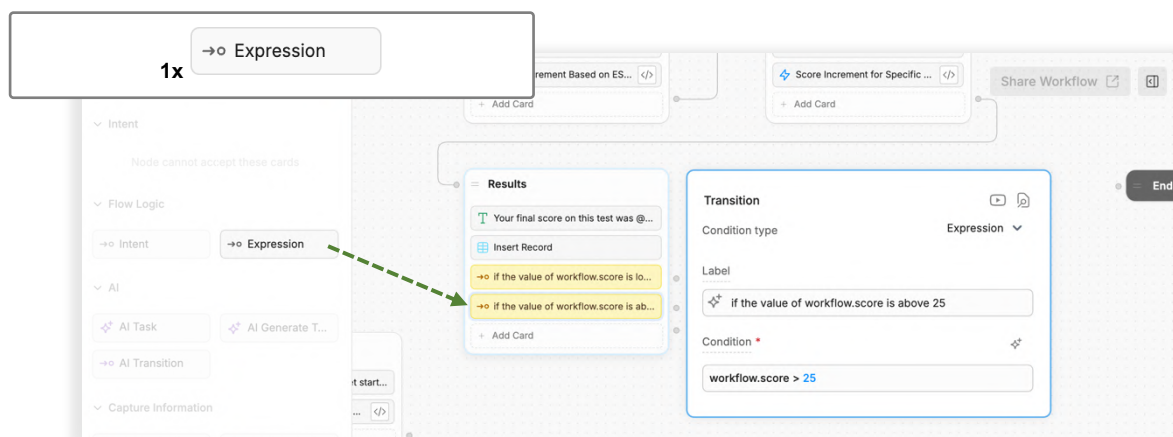 1x
Expression
rement Based on ES...
+ Add Card
Score Increment for Specific ...
+ Add Card
Share Workflow
Intent
Node cannot accept these cards
Flow Logic
Intent
Expression
AI
AI Task
AI Generate T...
AI Transition
Capture Information
t start...
...
Results
Your final score on this test was @...
Insert Record
if the value of workflow.score is lo...
if the value of workflow.score is ab...
+ Add Card
Transition
Condition type
Expression
Label
if the value of workflow.score is above 25
Condition *
workflow.score > 25
End